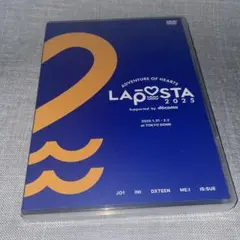 DVD
ADVENTURE OF HEARTS
LAPOSTA
2025
Supported by docomo
2025.1.31 - 2.2
at TOKYO DOME
JO1 INI DXTEEN ME:I IS:SUE